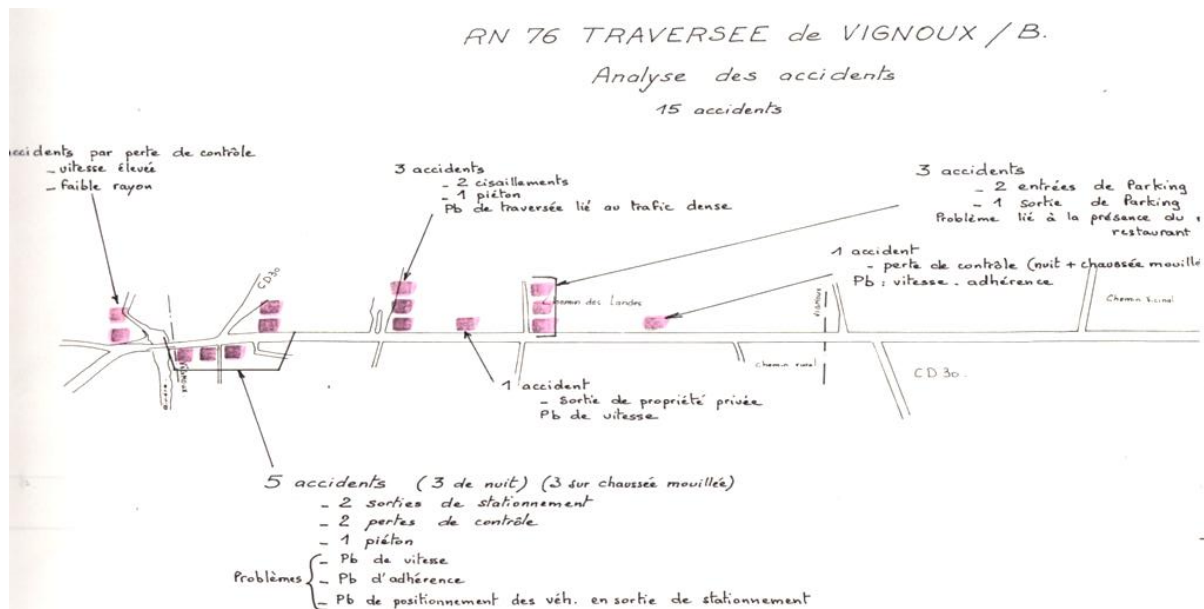 RN 76 TRAVERSEE de VIGNOUX / B.
Analyse des accidents
15 accidents
accidents par perte de contrôle
- vitesse élevée
- faible rayon
3 accidents
- 2 cisaillements
- 1 piéton
Pb de traversée lié au trafic dense
3 accidents
- 2 entrées de Parking
- 1 sortie de Parking
Problème lié à la présence du
restaurant
1 accident
- perte de contrôle (nuit + chaussée mouillé
Pb : vitesse. adhérence
CD 30
Chemin des Landes
VIGNOUX
Chemin Vicinal
VIGNOUX
Chemin rural
CD 30.
1 accident
- Sortie de propriété privée
Pb de vitesse
5 accidents (3 de nuit) (3 sur chaussée mouillée)
- 2 sorties de stationnement
- 2 pertes de contrôle
- 1 piéton
Problèmes { - Pb de vitesse
- Pb d'adhérence
- Pb de positionnement des véh. en sortie de stationnement